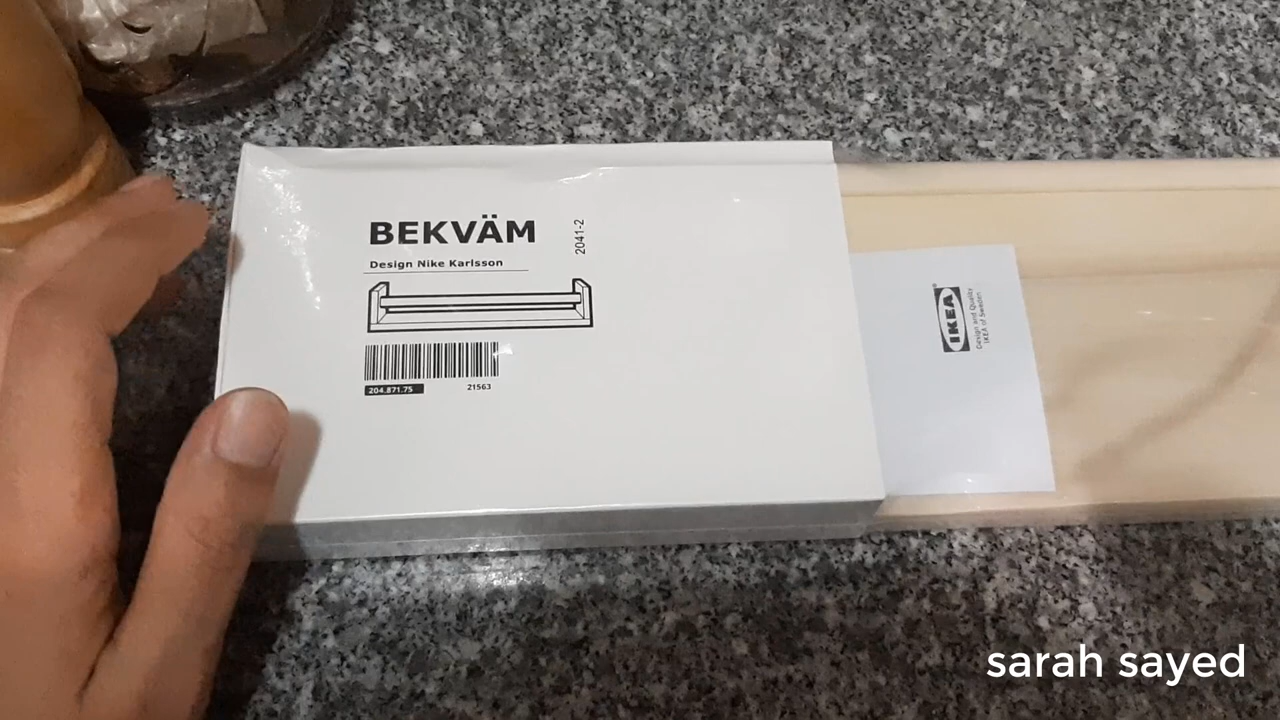 BEKVÄM
2041-2
Design Nike Karlsson
204.871.75
21563
IKEA®
Design and Quality
IKEA of Sweden
sarah sayed